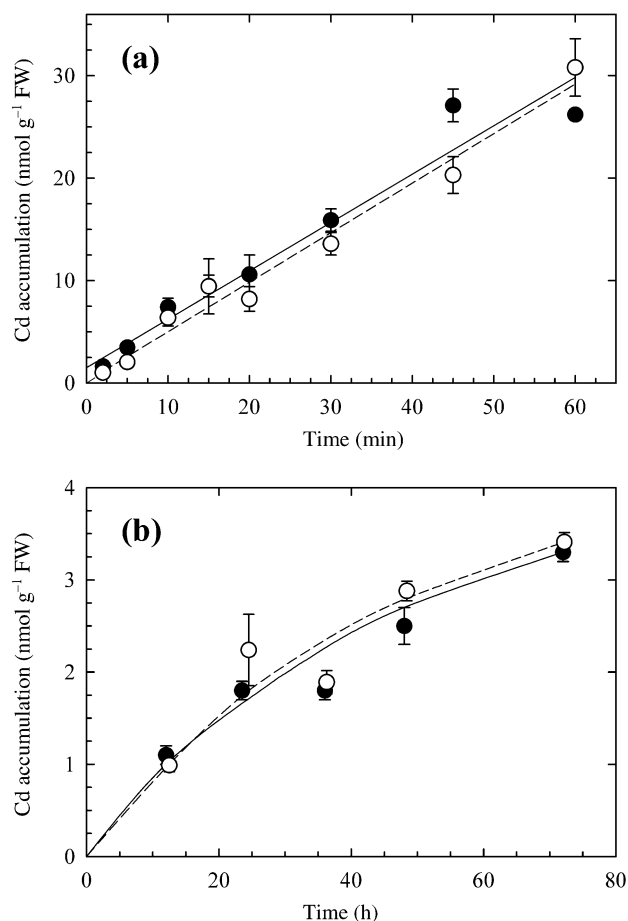 (a)
Cd accumulation (nmol g⁻¹ FW)
30
20
10
0
0 10 20 30 40 50 60
Time (min)
(b)
Cd accumulation (nmol g⁻¹ FW)
4
3
2
1
0
0 20 40 60 80
Time (h)